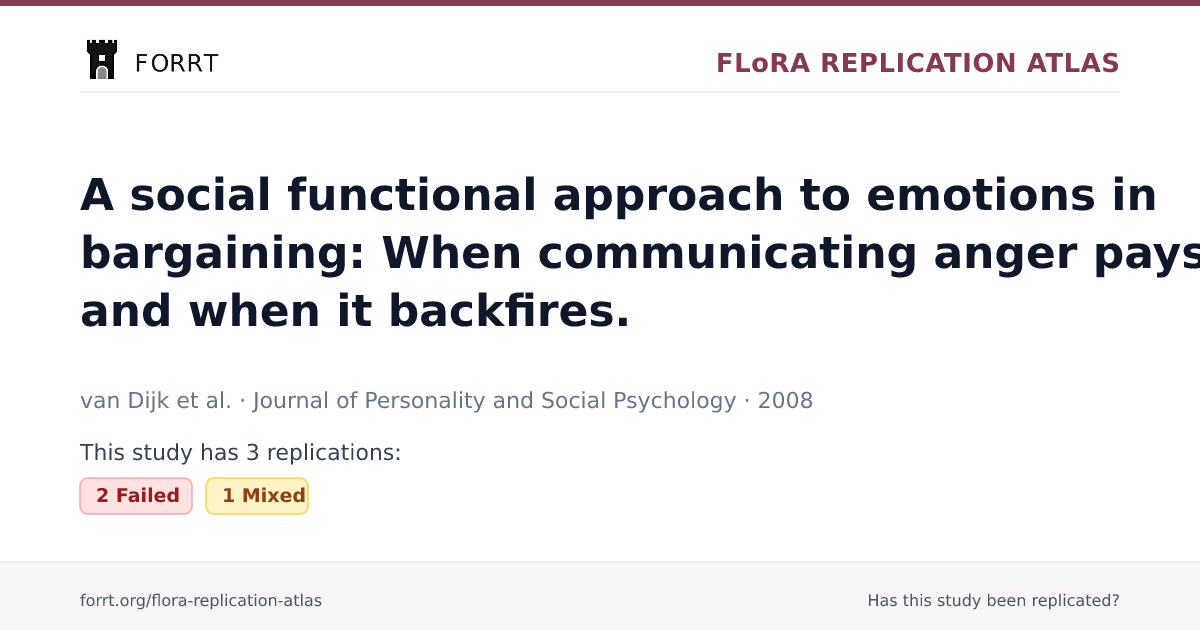 FORRT
FLoRA REPLICATION ATLAS
A social functional approach to emotions in
bargaining: When communicating anger pays
and when it backfires.
van Dijk et al. · Journal of Personality and Social Psychology · 2008
This study has 3 replications:
2 Failed
1 Mixed
forrt.org/flora-replication-atlas
Has this study been replicated?